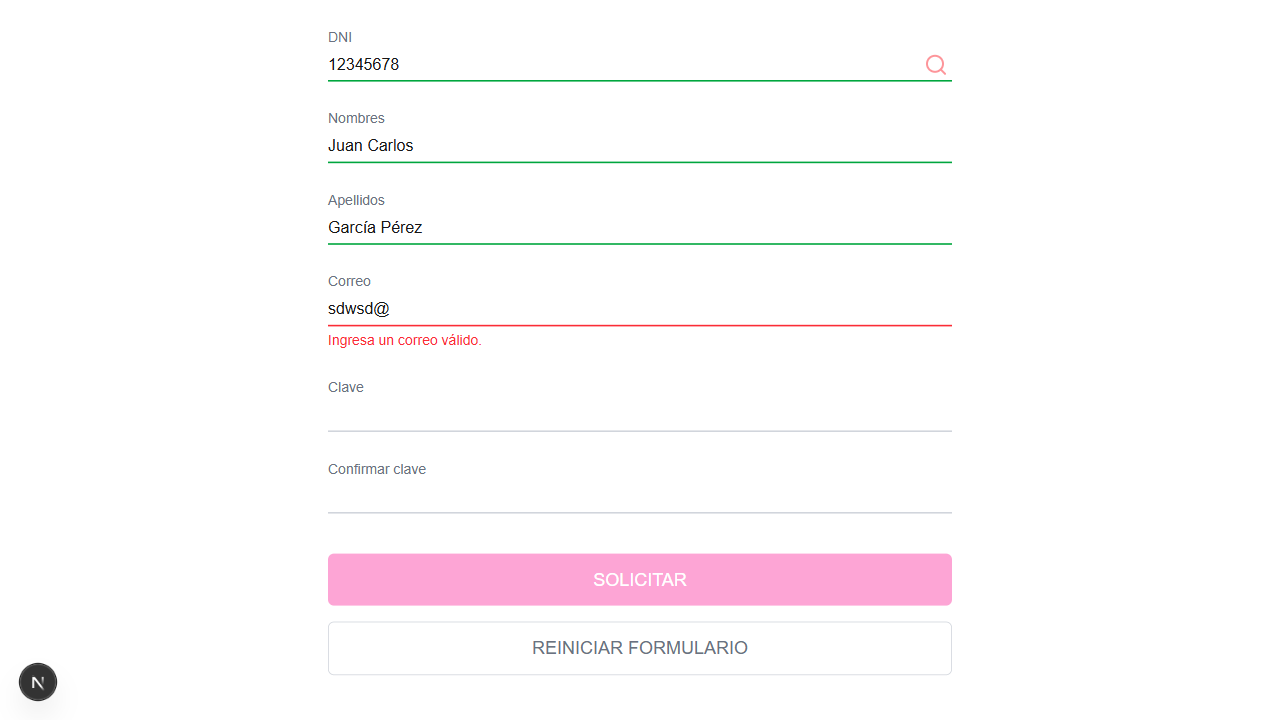 DNI
12345678
Nombres
Juan Carlos
Apellidos
García Pérez
Correo
sdwsd@
Ingresa un correo válido.
Clave
Confirmar clave
SOLICITAR
REINICIAR FORMULARIO
N